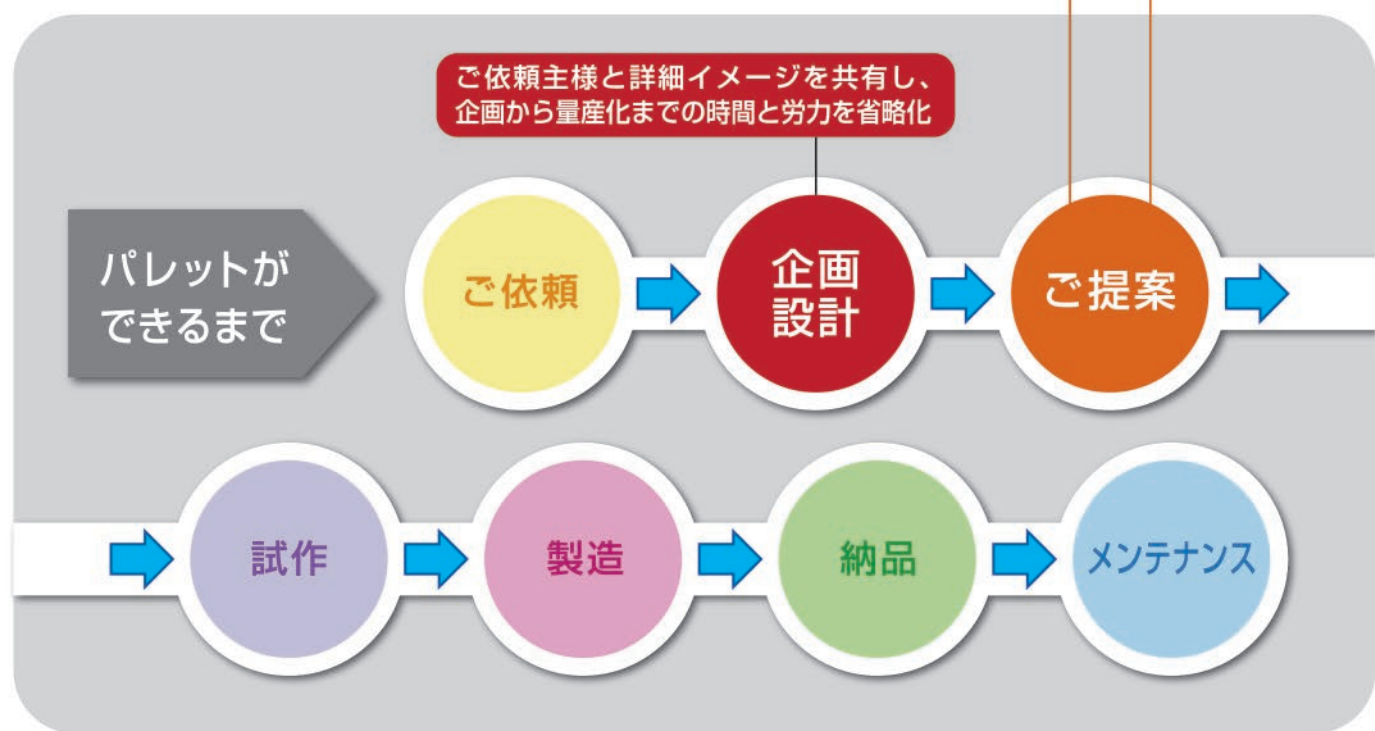 ご依頼主様と詳細イメージを共有し、
企画から量産化までの時間と労力を省略化
パレットが
できるまで
ご依頼
企画
設計
ご提案
試作
製造
納品
メンテナンス